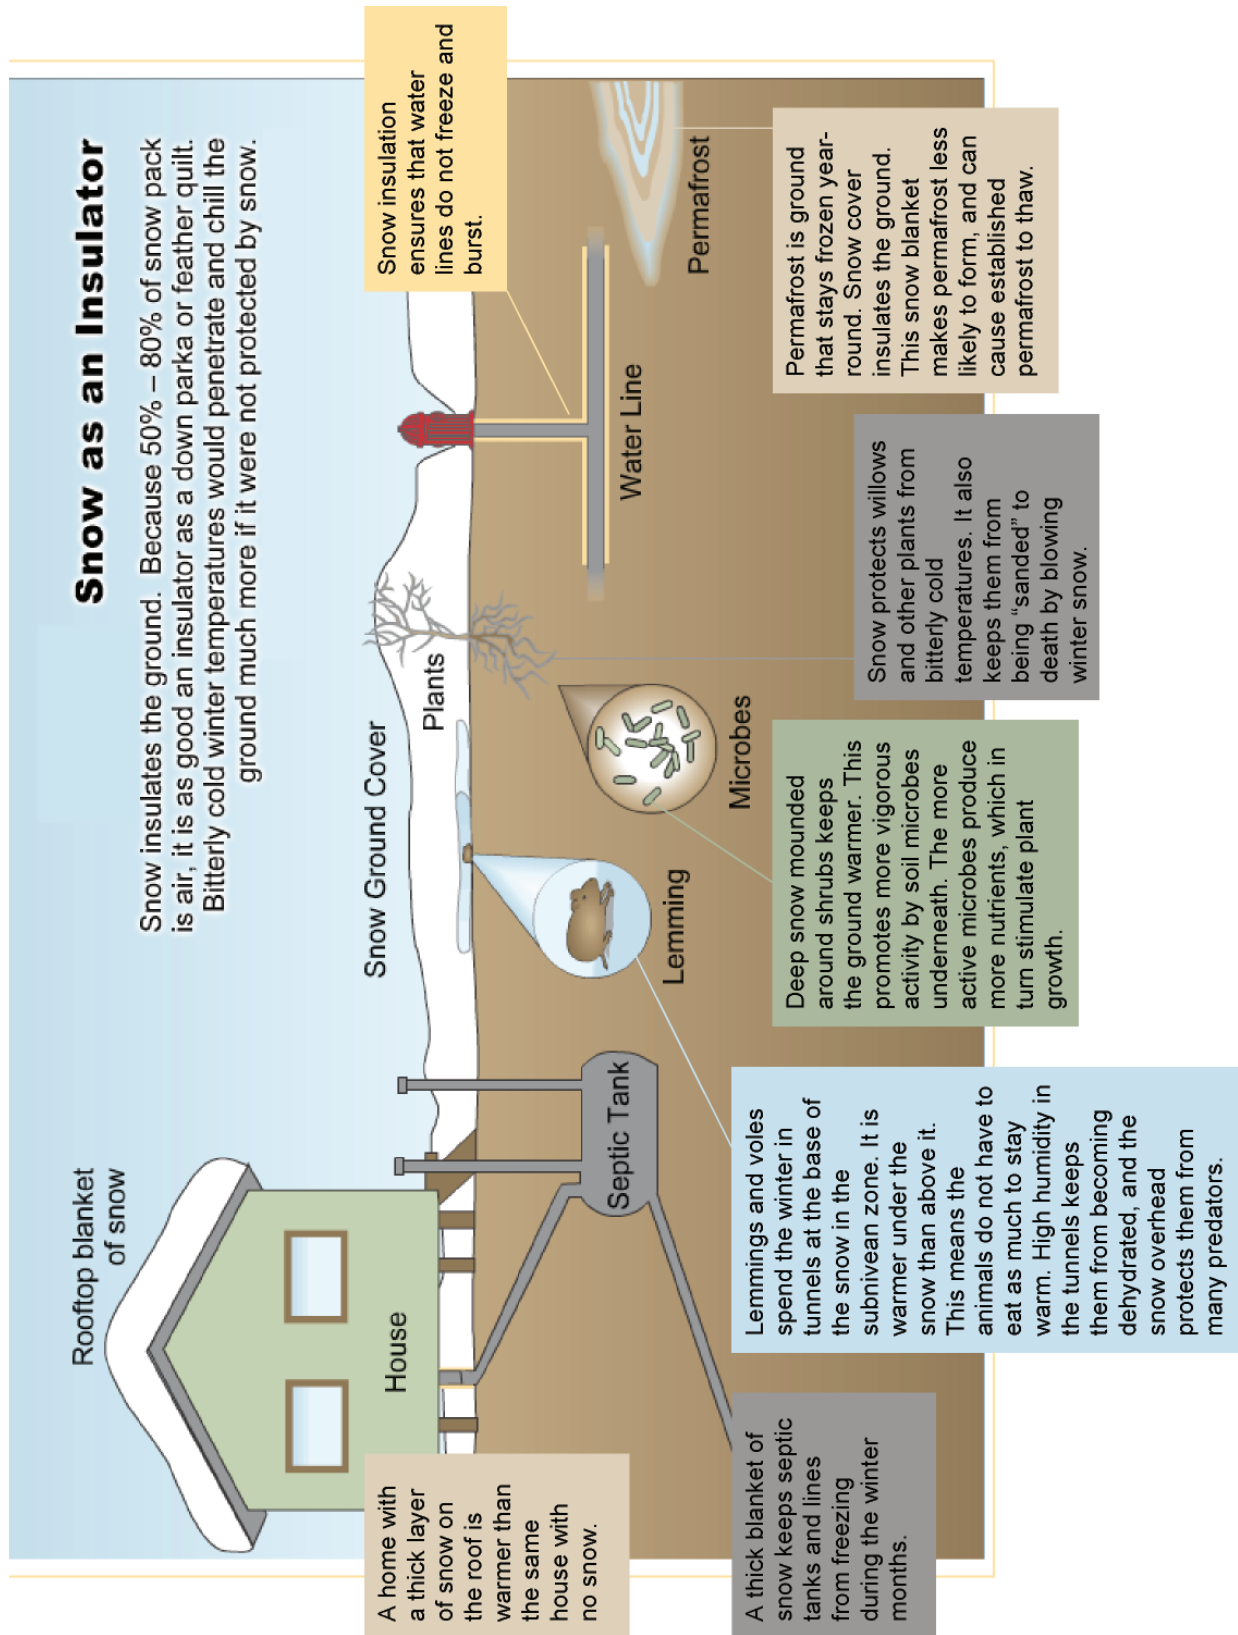 Snow as an Insulator
Snow insulates the ground.  Because 50% – 80% of snow pack
is air, it is as good an insulator as a down parka or feather quilt.
Bitterly cold winter temperatures would penetrate and chill the
ground much more if it were not protected by snow.
Rooftop blanket
of snow
House
Snow Ground Cover
Plants
Septic Tank
Lemming
Microbes
Water Line
Permafrost
A home with
a thick layer
of snow on
the roof is
warmer than
the same
house with
no snow.
A thick blanket of
snow keeps septic
tanks and lines
from freezing
during the winter
months.
Lemmings and voles
spend the winter in
tunnels at the base of
the snow in the
subnivean zone. It is
warmer under the
snow than above it.
This means the
animals do not have to
eat as much to stay
warm. High humidity in
the tunnels keeps
them from becoming
dehydrated, and the
snow overhead
protects them from
many predators.
Deep snow mounded
around shrubs keeps
the ground warmer. This
promotes more vigorous
activity by soil microbes
underneath. The more
active microbes produce
more nutrients, which in
turn stimulate plant
growth.
Snow protects willows
and other plants from
bitterly cold
temperatures. It also
keeps them from
being “sanded” to
death by blowing
winter snow.
Snow insulation
ensures that water
lines do not freeze and
burst.
Permafrost is ground
that stays frozen year-
round. Snow cover
insulates the ground.
This snow blanket
makes permafrost less
likely to form, and can
cause established
permafrost to thaw.